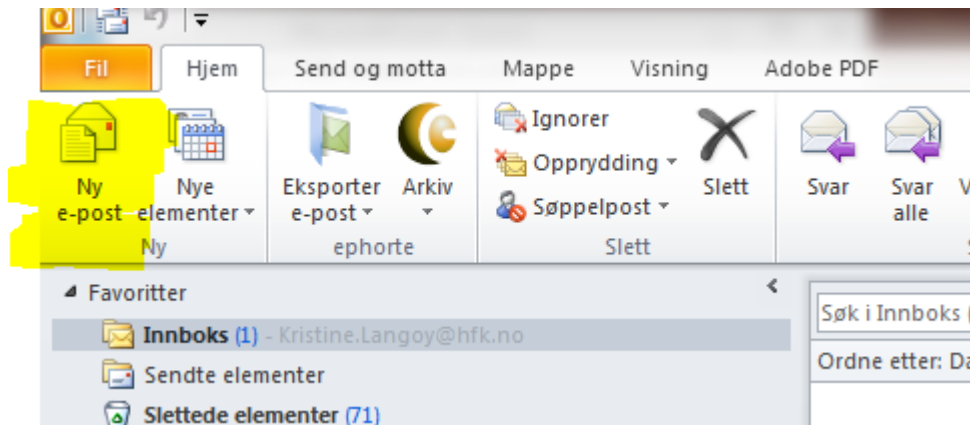 Fil Hjem Send og motta Mappe Visning Adobe PDF
Ny e-post
Nye elementer
Ny
Eksporter e-post
Arkiv
ephorte
Ignorer
Opprydding
Søppelpost
Slett
Slett
Svar
Svar alle
V
Favoritter
Innboks (1) - Kristine.Langoy@hfk.no
Sendte elementer
Slettede elementer (71)
Søk i Innboks (
Ordne etter: Da